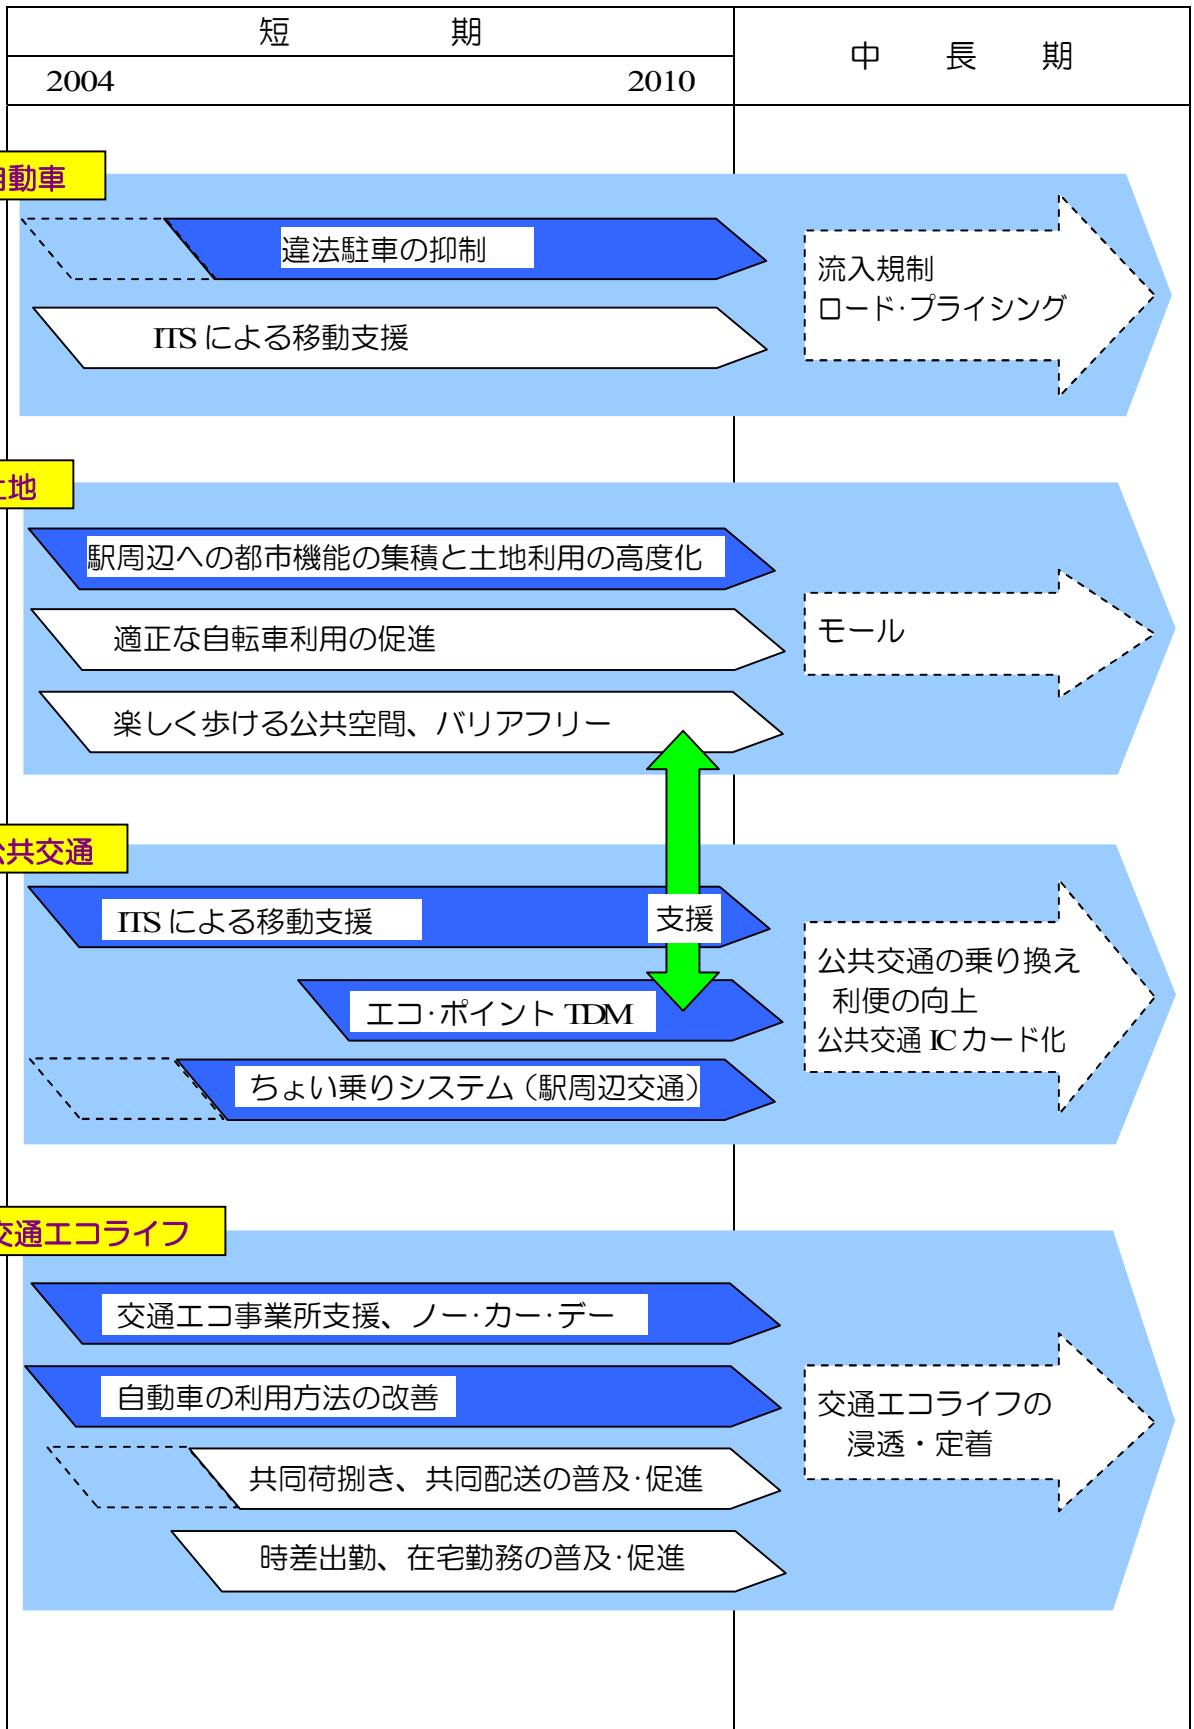 短 期
中 長 期
2004 2010
自動車
違法駐車の抑制
ITSによる移動支援
流入規制
ロード・プライシング
土地
駅周辺への都市機能の集積と土地利用の高度化
適正な自転車利用の促進
楽しく歩ける公共空間、バリアフリー
モール
公共交通
ITSによる移動支援
支援
エコ・ポイント TDM
ちょい乗りシステム（駅周辺交通）
公共交通の乗り換え
利便の向上
公共交通 IC カード化
交通エコライフ
交通エコ事業所支援、ノー・カー・デー
自動車の利用方法の改善
共同荷捌き、共同配送の普及・促進
時差出勤、在宅勤務の普及・促進
交通エコライフの
浸透・定着